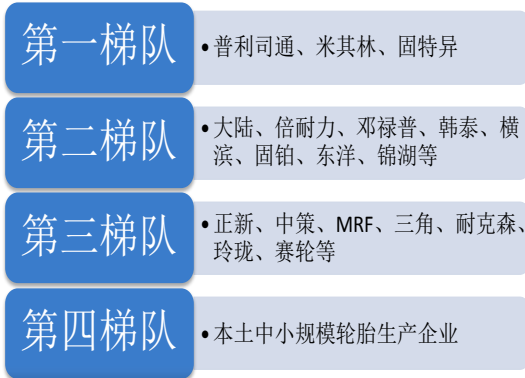 第一梯队
•普利司通、米其林、固特异
第二梯队
•大陆、倍耐力、邓禄普、韩泰、横
滨、固铂、东洋、锦湖等
第三梯队
•正新、中策、MRF、三角、耐克森、
玲珑、赛轮等
第四梯队
•本土中小规模轮胎生产企业